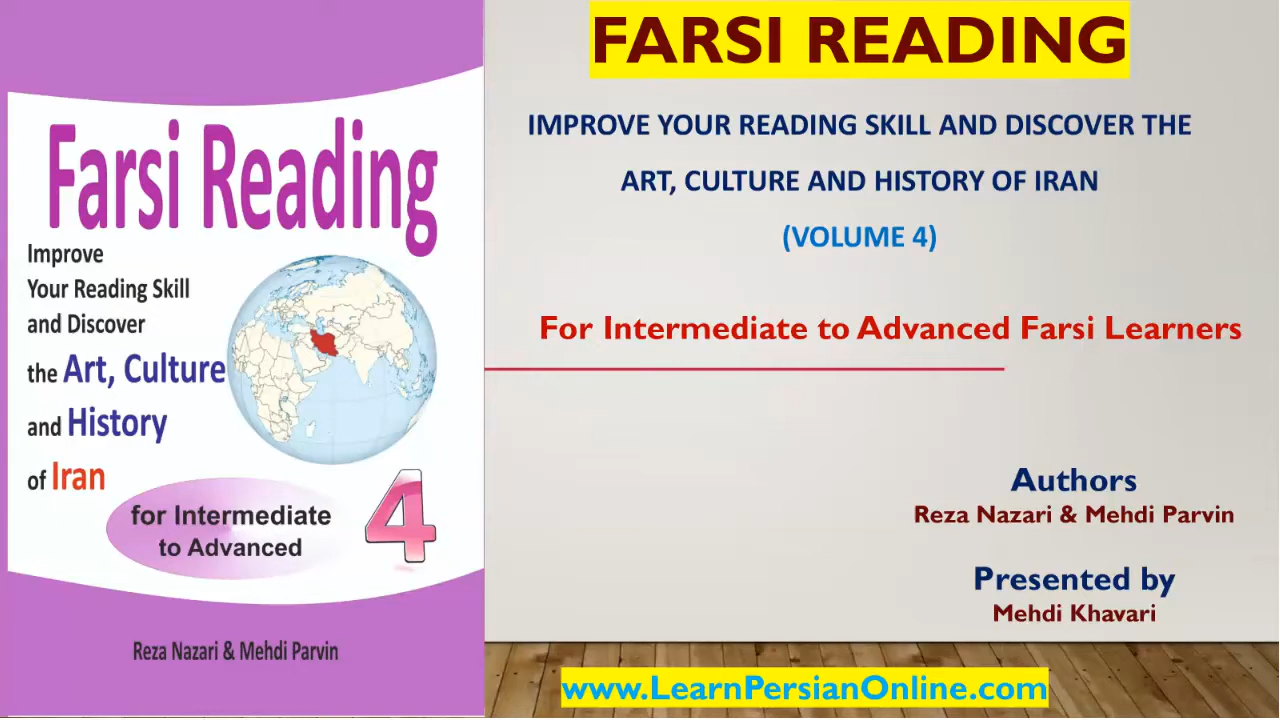 Farsi Reading
Improve
Your Reading Skill
and Discover
the Art, Culture
and History
of Iran
for Intermediate
to Advanced
4
Reza Nazari & Mehdi Parvin
FARSI READING
IMPROVE YOUR READING SKILL AND DISCOVER THE
ART, CULTURE AND HISTORY OF IRAN
(VOLUME 4)
For Intermediate to Advanced Farsi Learners
Authors
Reza Nazari & Mehdi Parvin
Presented by
Mehdi Khavari
www.LearnPersianOnline.com